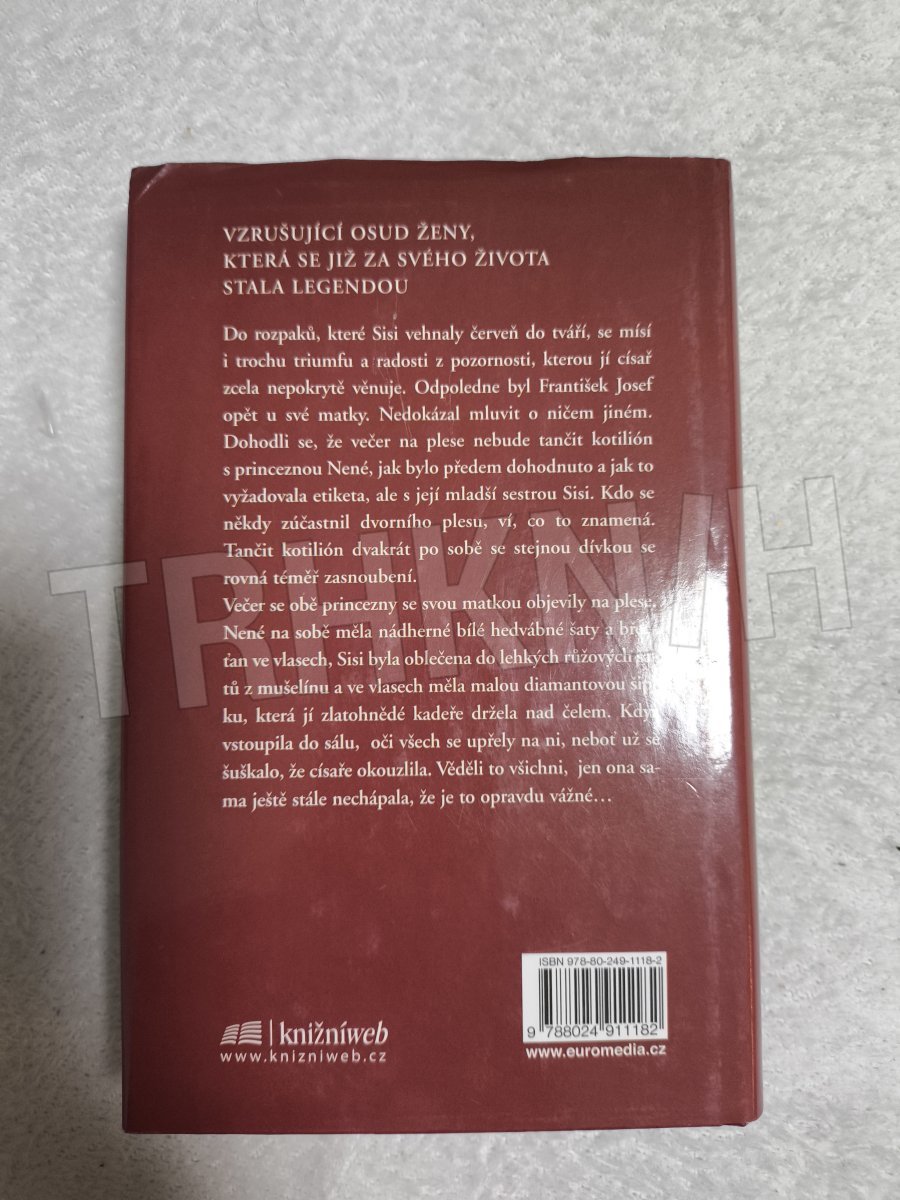 VZRUŠUJÍCÍ OSUD ŽENY,
KTERÁ SE JIŽ ZA SVÉHO ŽIVOTA
STALA LEGENDOU
Do rozpaků, které Sisi vehnaly červeň do tváří, se mísí
i trochu triumfu a radosti z pozornosti, kterou jí císař
zcela nepokrytě věnuje. Odpoledne byl František Josef
opět u své matky. Nedokázal mluvit o ničem jiném.
Dohodli se, že večer na plese nebude tančit kotilión
s princeznou Nené, jak bylo předem dohodnuto a jak to
vyžadovala etiketa, ale s její mladší sestrou Sisi. Kdo se
někdy zúčastnil dvorního plesu, ví, co to znamená.
Tančit kotilión dvakrát po sobě se stejnou dívkou se
rovná téměř zasnoubení.
Večer se obě princezny se svou matkou objevily na plese.
Nené na sobě měla nádherné bílé hedvábné šaty a břeč-
ťan ve vlasech, Sisi byla oblečena do lehkých růžových ša-
tů z mušelínu a ve vlasech měla malou diamantovou šip-
ku, která jí zlatohnědé kadeře držela nad čelem. Když
vstoupila do sálu, oči všech se upřely na ni, neboť už se
šuškalo, že císaře okouzlila. Věděli to všichni, jen ona sa-
ma ještě stále nechápala, že je to opravdu vážné…
TRHKNIH
ISBN 978-80-249-1118-2
9 788024 911182
www.euromedia.cz
knižníweb
www.knizniweb.cz